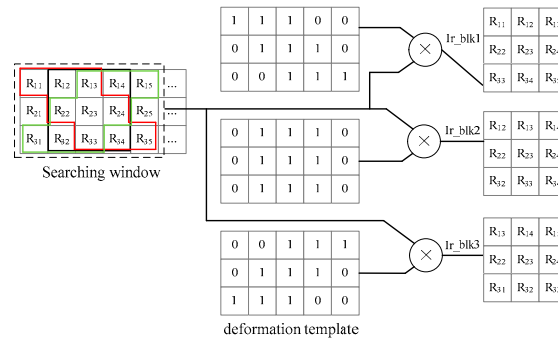 1 1 1 0 0
0 1 1 1 0
0 0 1 1 1
Ir_blk1
R11 R12
R22 R23
R33 R34
R11 R12 R13 R14 R15 ...
R21 R22 R23 R24 R25 ...
R31 R32 R33 R34 R35 ...
Searching window
0 1 1 1 0
0 1 1 1 0
0 1 1 1 0
Ir_blk2
R12 R13
R22 R23
R32 R33
0 0 1 1 1
0 1 1 1 0
1 1 1 0 0
Ir_blk3
R13 R14
R22 R23
R31 R32
deformation template